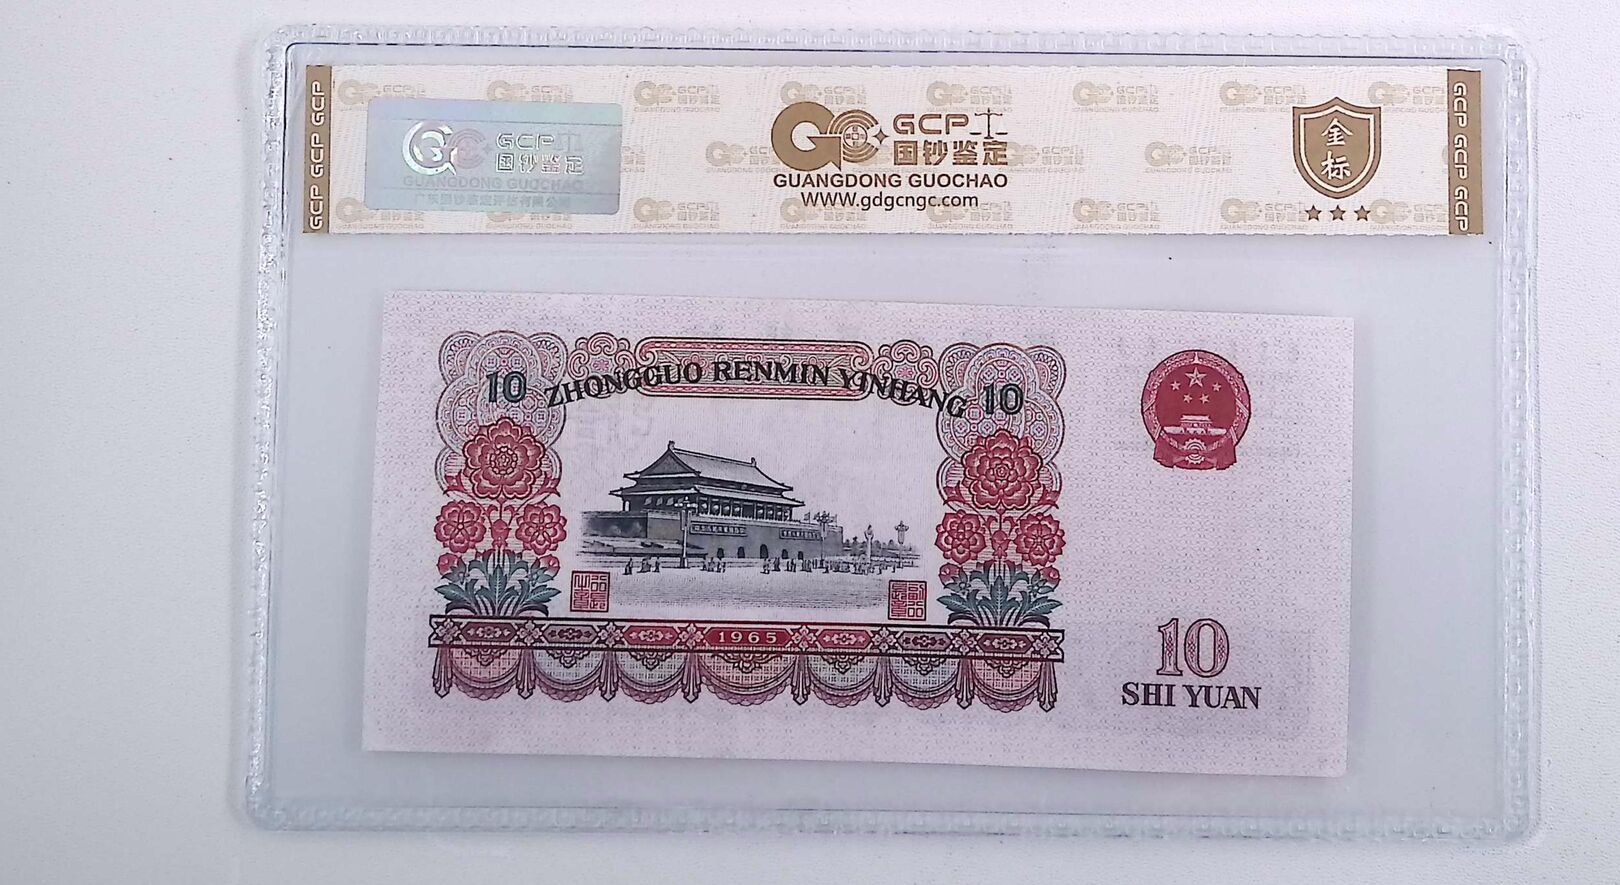 GCP GCP GCP
GCP 国钞鉴定
GUANGDONG GUOCHAO
GCP
国钞鉴定
GUANGDONG GUOCHAO
www.gdgcngc.com
金标
GCP GCP GCP
10 ZHONGGUO RENMIN YINHANG 10
1965
10
SHI YUAN